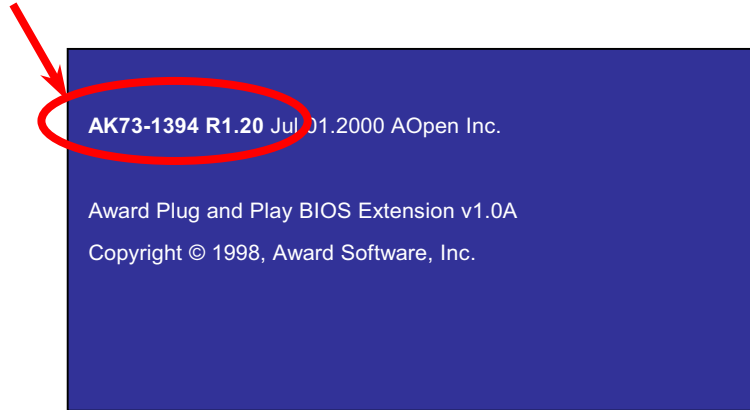 AK73-1394 R1.20 Jul.01.2000 AOpen Inc.
Award Plug and Play BIOS Extension v1.0A
Copyright © 1998, Award Software, Inc.